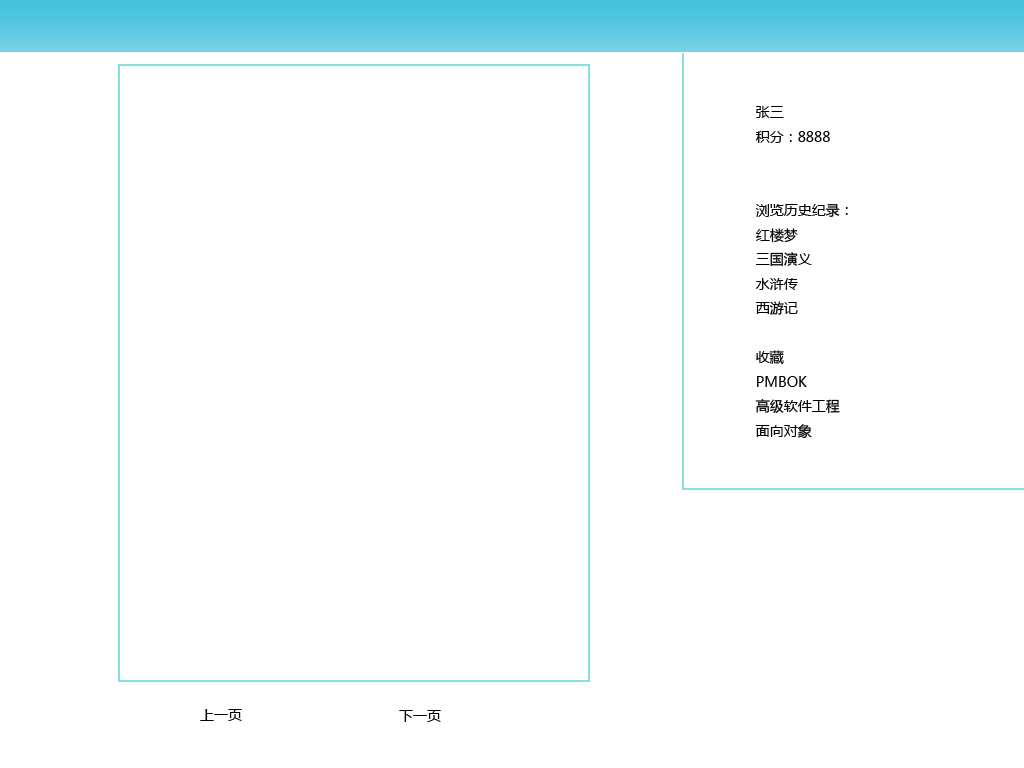 张三
积分：8888
浏览历史纪录：
红楼梦
三国演义
水浒传
西游记
收藏
PMBOK
高级软件工程
面向对象
上一页
下一页